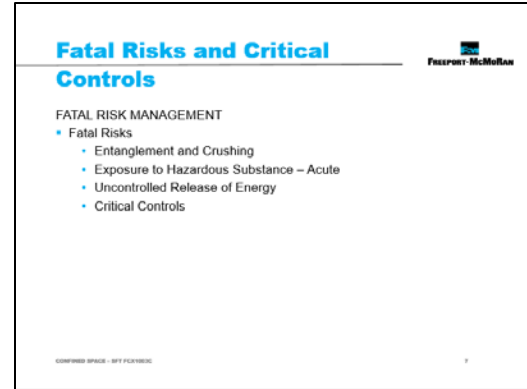 Fatal Risks and Critical
Controls
FREEPORT-MCMORAN
FATAL RISK MANAGEMENT
• Fatal Risks
• Entanglement and Crushing
• Exposure to Hazardous Substance – Acute
• Uncontrolled Release of Energy
• Critical Controls
CONFINED SPACE – SFT FCX1003C
7